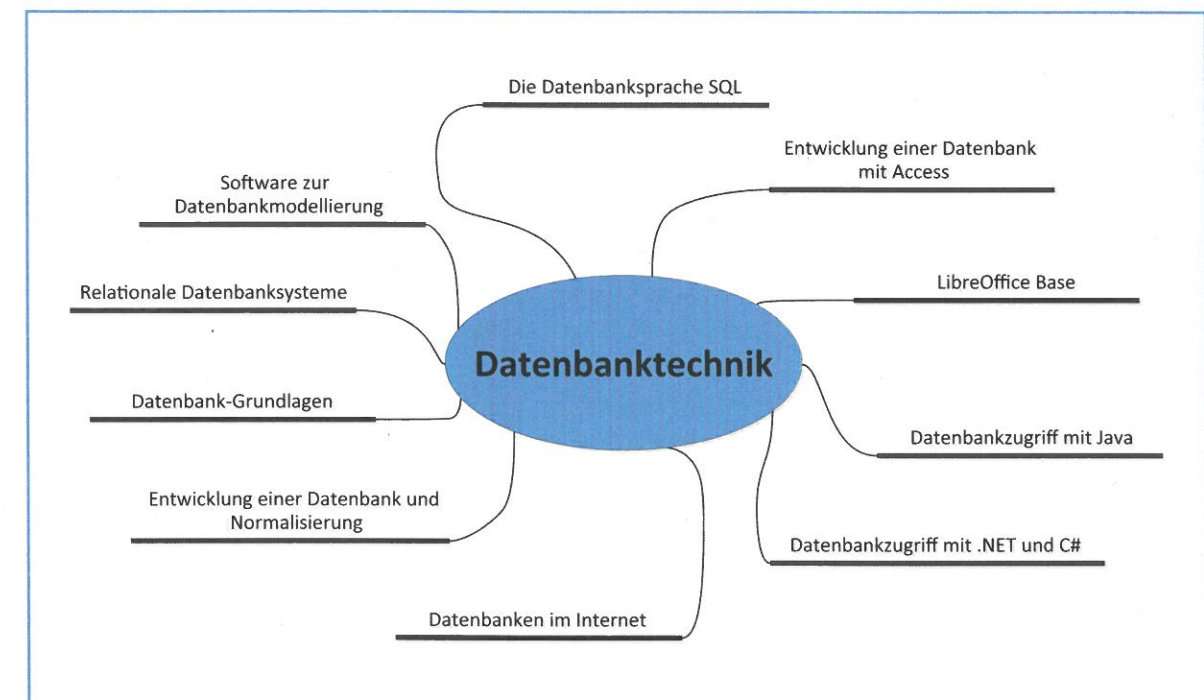 Die Datenbanksprache SQL
Entwicklung einer Datenbank
mit Access
Software zur
Datenbankmodellierung
Relationale Datenbanksysteme
LibreOffice Base
Datenbanktechnik
Datenbank-Grundlagen
Datenbankzugriff mit Java
Entwicklung einer Datenbank und
Normalisierung
Datenbankzugriff mit .NET und C#
Datenbanken im Internet